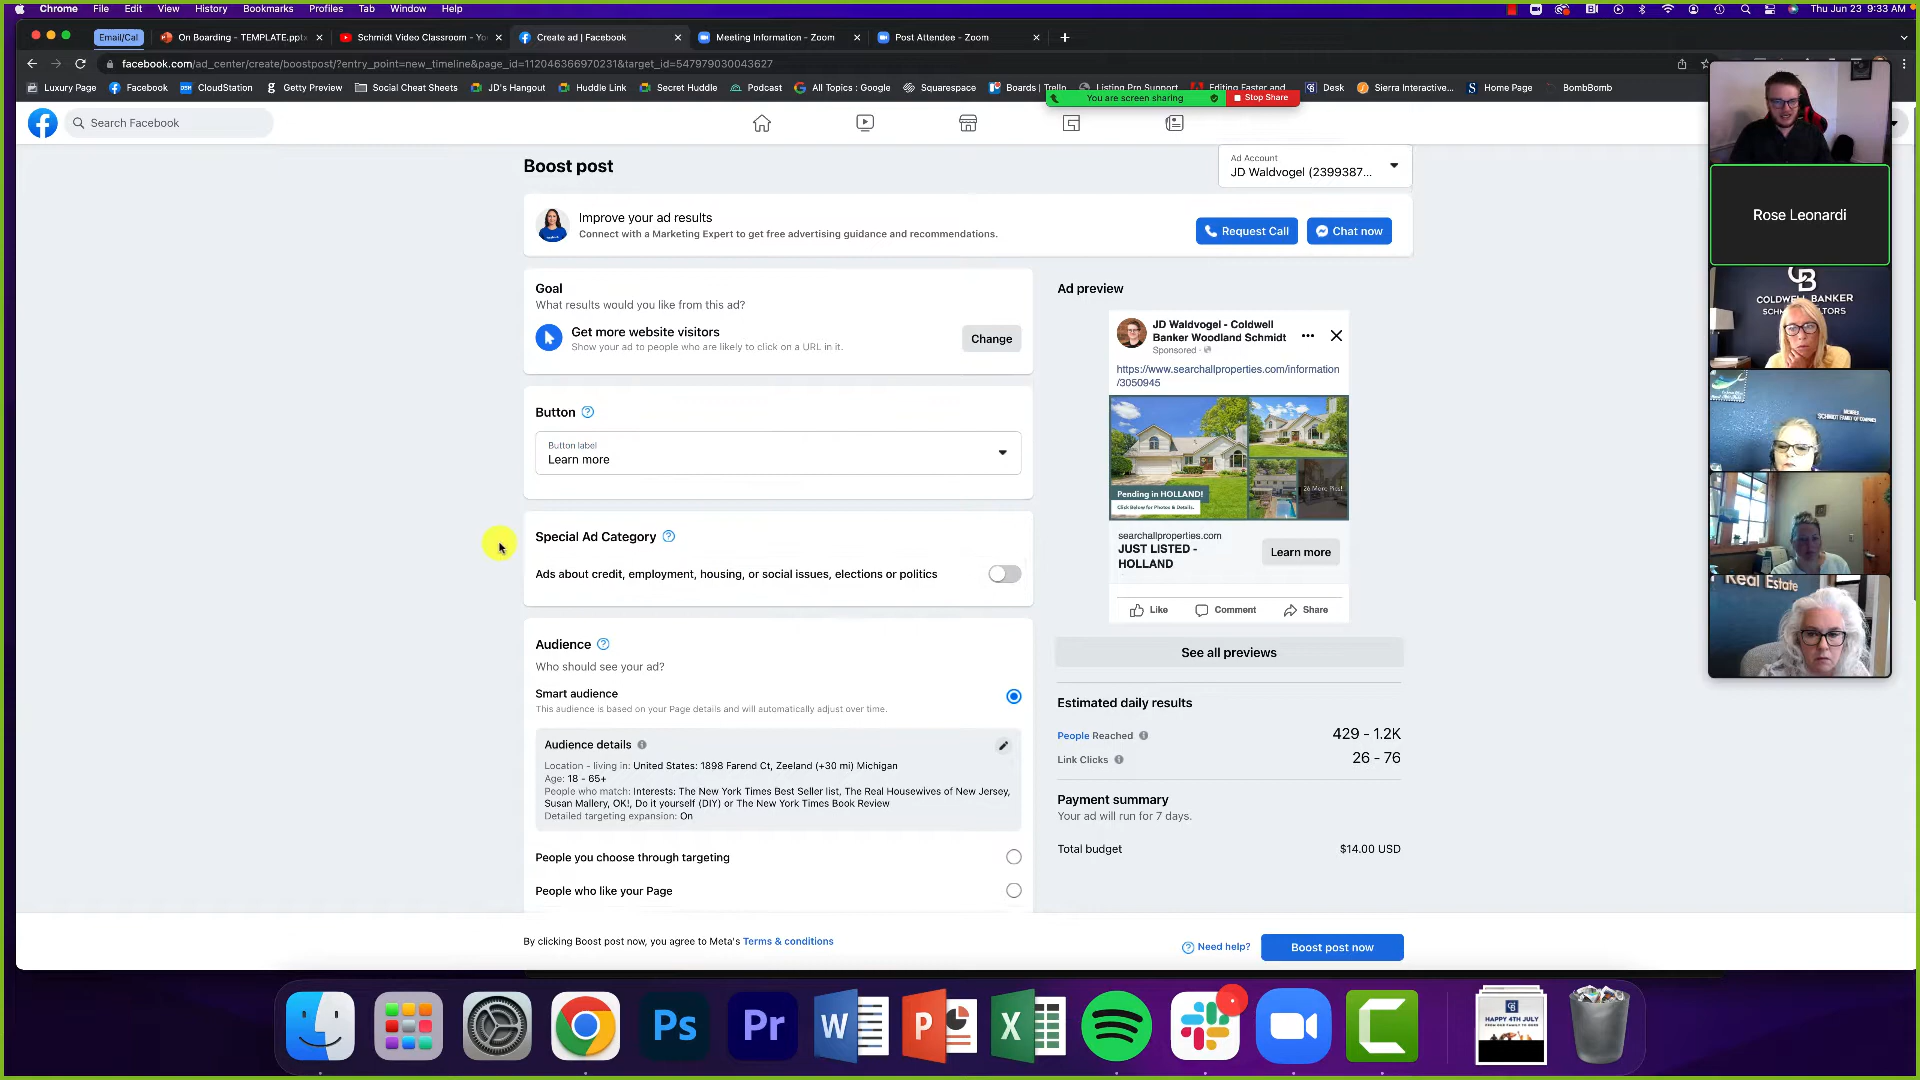 Chrome File Edit View History Bookmarks Profiles Tab Window Help
Thu Jun 23 9:33 AM
Email/Cal
On Boarding - TEMPLATE.pptx
Schmidt Video Classroom - Y
Create ad | Facebook
Meeting Information - Zoom
Post Attendee - Zoom
facebook.com/ad_center/create/boostpost/?entry_point=new_timeline&page_id=112046366970231&target_id=547979030043627
Luxury Page Facebook CloudStation Getty Preview Social Cheat Sheets JD's Hangout Huddle Link Secret Huddle Podcast All Topics : Google Squarespace Boards | Trello Listing Prn Support Editing Faster and Desk Sierra Interactive... Home Page BombBomb
You are screen sharing Stop Share
Search Facebook
Boost post
Ad Account
JD Waldvogel (2399387...
Improve your ad results
Connect with a Marketing Expert to get free advertising guidance and recommendations.
Request Call
Chat now
Goal
What results would you like from this ad?
Get more website visitors
Show your ad to people who are likely to click on a URL in it.
Change
Button
Button label
Learn more
Special Ad Category
Ads about credit, employment, housing, or social issues, elections or politics
Audience
Who should see your ad?
Smart audience
This audience is based on your Page details and will automatically adjust over time.
Audience details
Location - living in: United States: 1898 Farend Ct, Zeeland (+30 mi) Michigan
Age: 18 - 65+
People who match: Interests: The New York Times Best Seller list, The Real Housewives of New Jersey,
Susan Mallery, OK!, Do it yourself (DIY) or The New York Times Book Review
Detailed targeting expansion: On
People you choose through targeting
People who like your Page
Ad preview
JD Waldvogel - Coldwell
Banker Woodland Schmidt
Sponsored ·
https://www.searchallproperties.com/information
/3050945
Pending in HOLLAND!
Click Below for Photos & Details.
26 More Pics!
searchallproperties.com
JUST LISTED -
HOLLAND
Learn more
Like Comment Share
See all previews
Estimated daily results
People Reached 429 - 1.2K
Link Clicks 26 - 76
Payment summary
Your ad will run for 7 days.
Total budget $14.00 USD
By clicking Boost post now, you agree to Meta's Terms & conditions
Need help?
Boost post now
Rose Leonardi
CB
COLDWELL BANKER
Real Estate
Ps
Pr
W
P
X
C
HAPPY 4TH JULY